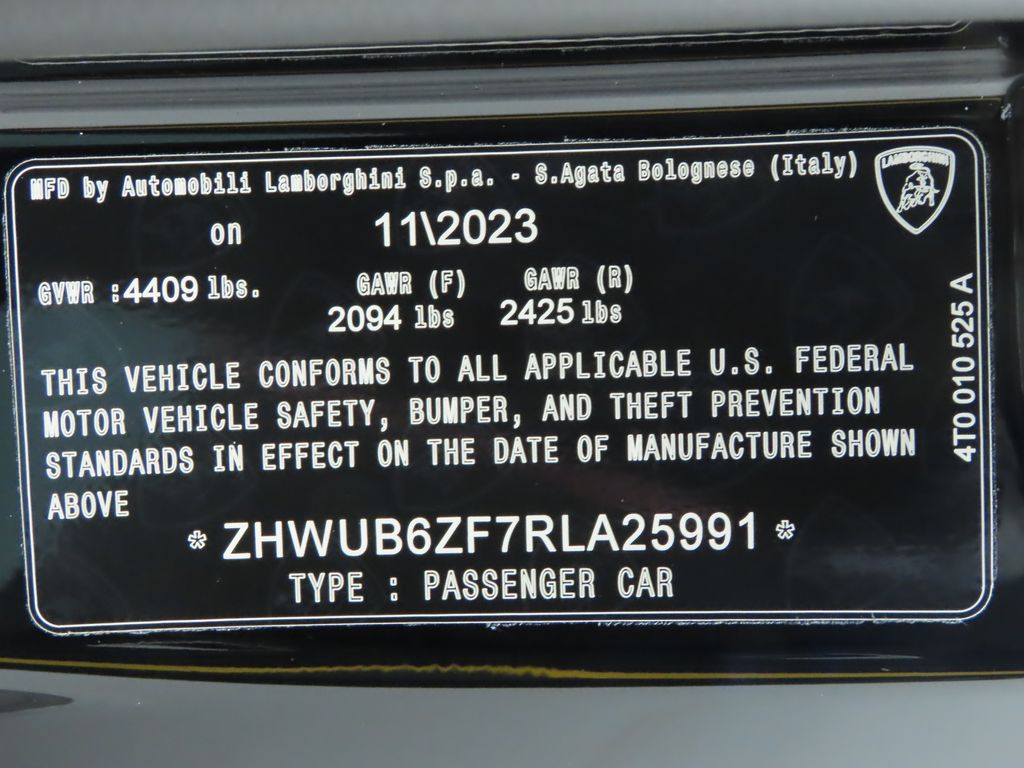 MFD by Automobili Lamborghini S.p.a. - S.Agata Bolognese (Italy)
LAMBORGHINI
on 11\2023
GVWR :4409 lbs. GAWR (F) GAWR (R)
2094 lbs 2425 lbs
THIS VEHICLE CONFORMS TO ALL APPLICABLE U.S. FEDERAL
MOTOR VEHICLE SAFETY, BUMPER, AND THEFT PREVENTION
STANDARDS IN EFFECT ON THE DATE OF MANUFACTURE SHOWN
ABOVE
* ZHWUB6ZF7RLA25991 *
TYPE : PASSENGER CAR
4T0 010 525 A